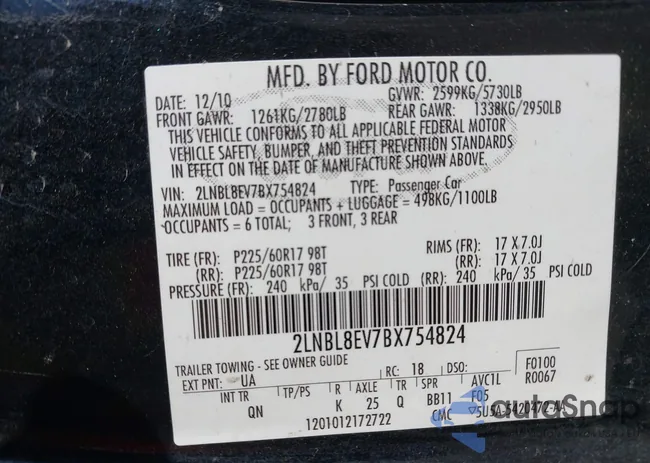 MFD. BY FORD MOTOR CO.
DATE: 12/10 GVWR: 2599KG/5730LB
FRONT GAWR: 1261KG/2780LB REAR GAWR: 1338KG/2950LB
THIS VEHICLE CONFORMS TO ALL APPLICABLE FEDERAL MOTOR
VEHICLE SAFETY, BUMPER, AND THEFT PREVENTION STANDARDS
IN EFFECT ON THE DATE OF MANUFACTURE SHOWN ABOVE.
VIN: 2LNBL8EV7BX754824 TYPE: Passenger Car
MAXIMUM LOAD = OCCUPANTS + LUGGAGE = 498KG/1100LB
OCCUPANTS = 6 TOTAL; 3 FRONT, 3 REAR
TIRE (FR): P225/60R17 98T RIMS (FR): 17 X 7.0J
(RR): P225/60R17 98T (RR): 17 X 7.0J
PRESSURE (FR): 240 kPa/ 35 PSI COLD (RR): 240 kPa/ 35 PSI COLD
2LNBL8EV7BX754824
TRAILER TOWING - SEE OWNER GUIDE
EXT PNT: UA RC: 18 DSO: F0100
INT TR TP/PS R AXLE TR SPR AVC1L R0067
QN K 25 Q BB11 F05
1201012172722 CMC 5U5A-5420472-A
autoSnap